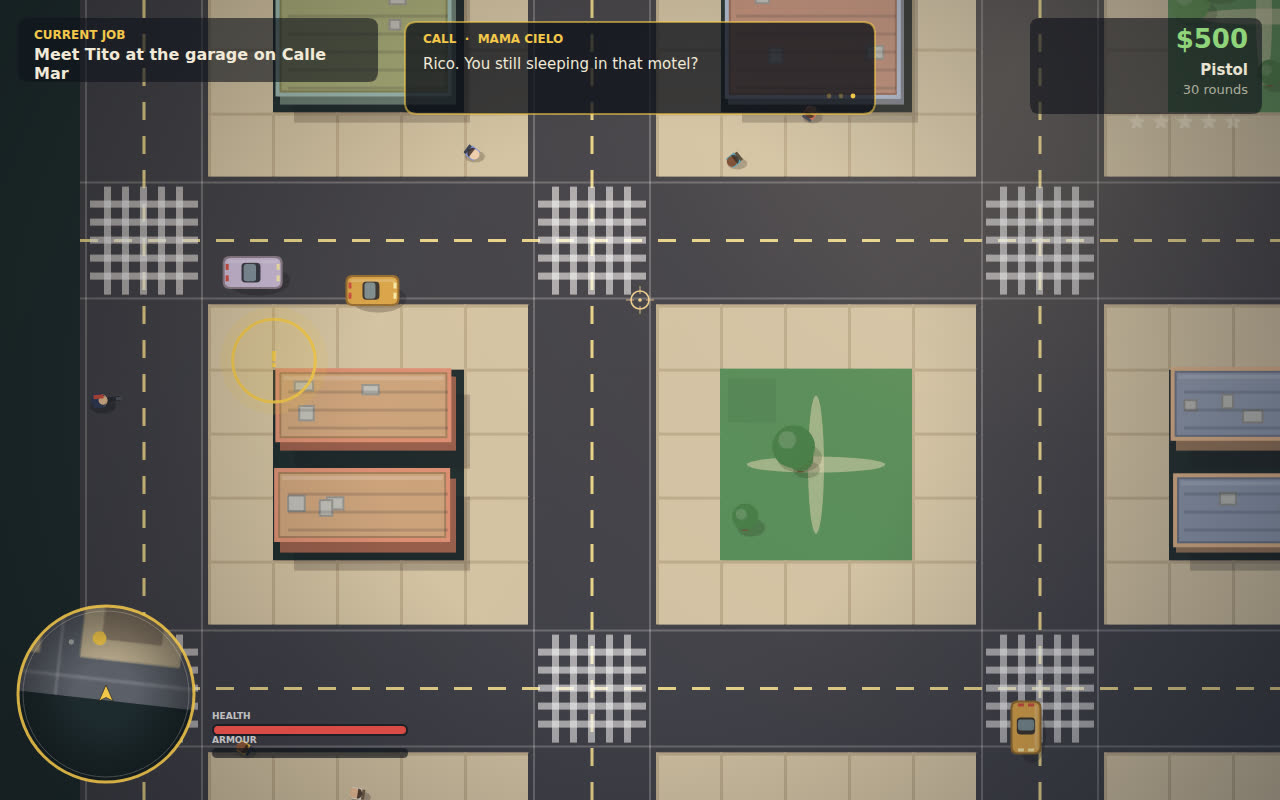 CURRENT JOB
Meet Tito at the garage on Calle
Mar
CALL · MAMA CIELO
Rico. You still sleeping in that motel?
$500
Pistol
30 rounds
!
HEALTH
ARMOUR